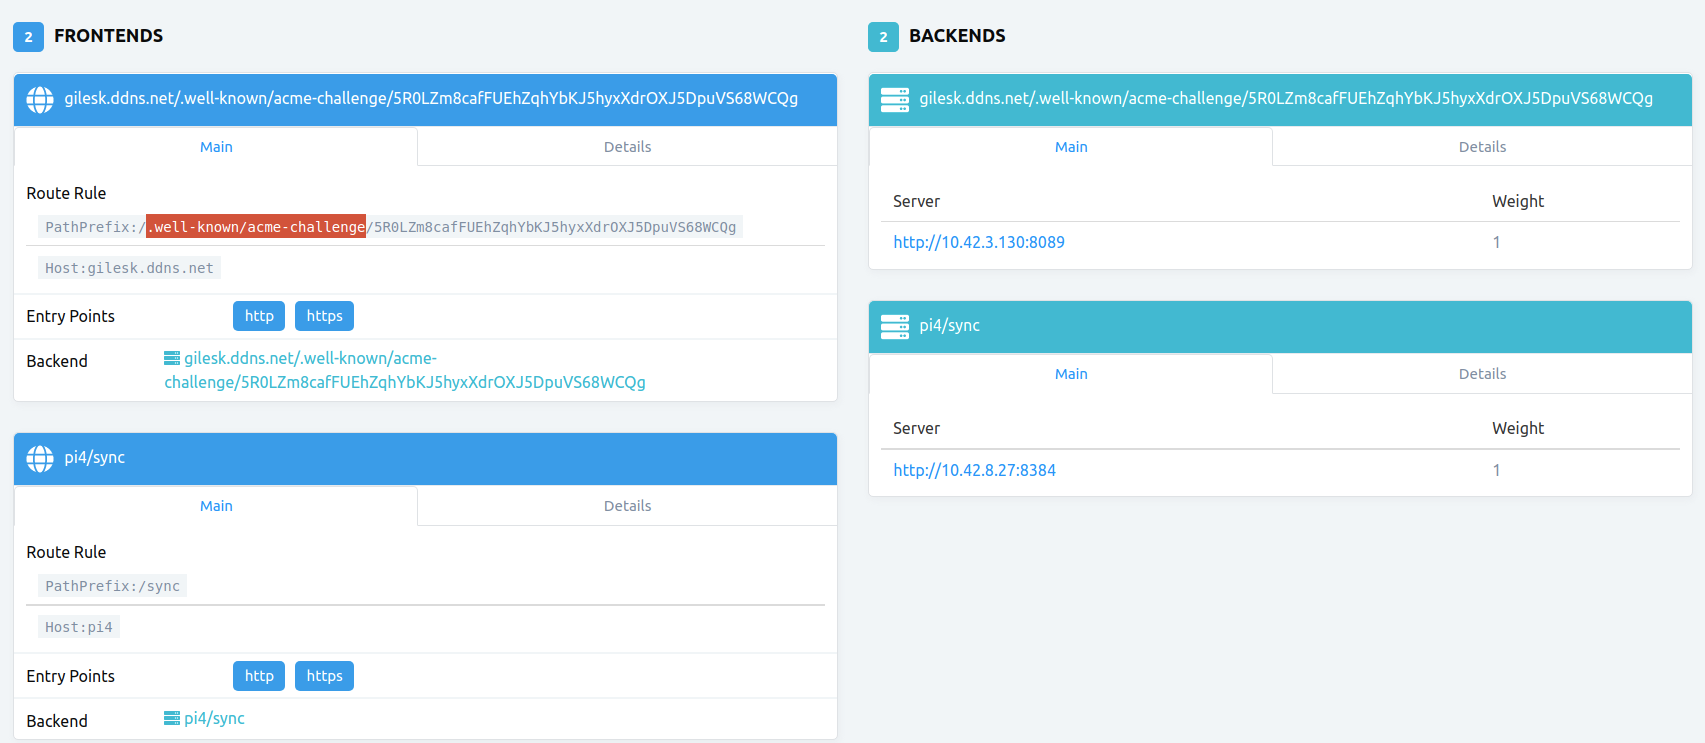 2 FRONTENDS
gilesk.ddns.net/.well-known/acme-challenge/5R0LZm8cafFUEhZqhYbKJ5hyxXdrOXJ5DpuVS68WCQg
Main Details
Route Rule
PathPrefix:/.well-known/acme-challenge/5R0LZm8cafFUEhZqhYbKJ5hyxXdrOXJ5DpuVS68WCQg
Host:gilesk.ddns.net
Entry Points http https
Backend gilesk.ddns.net/.well-known/acme-
challenge/5R0LZm8cafFUEhZqhYbKJ5hyxXdrOXJ5DpuVS68WCQg
pi4/sync
Main Details
Route Rule
PathPrefix:/sync
Host:pi4
Entry Points http https
Backend pi4/sync
2 BACKENDS
gilesk.ddns.net/.well-known/acme-challenge/5R0LZm8cafFUEhZqhYbKJ5hyxXdrOXJ5DpuVS68WCQg
Main Details
Server Weight
http://10.42.3.130:8089 1
pi4/sync
Main Details
Server Weight
http://10.42.8.27:8384 1